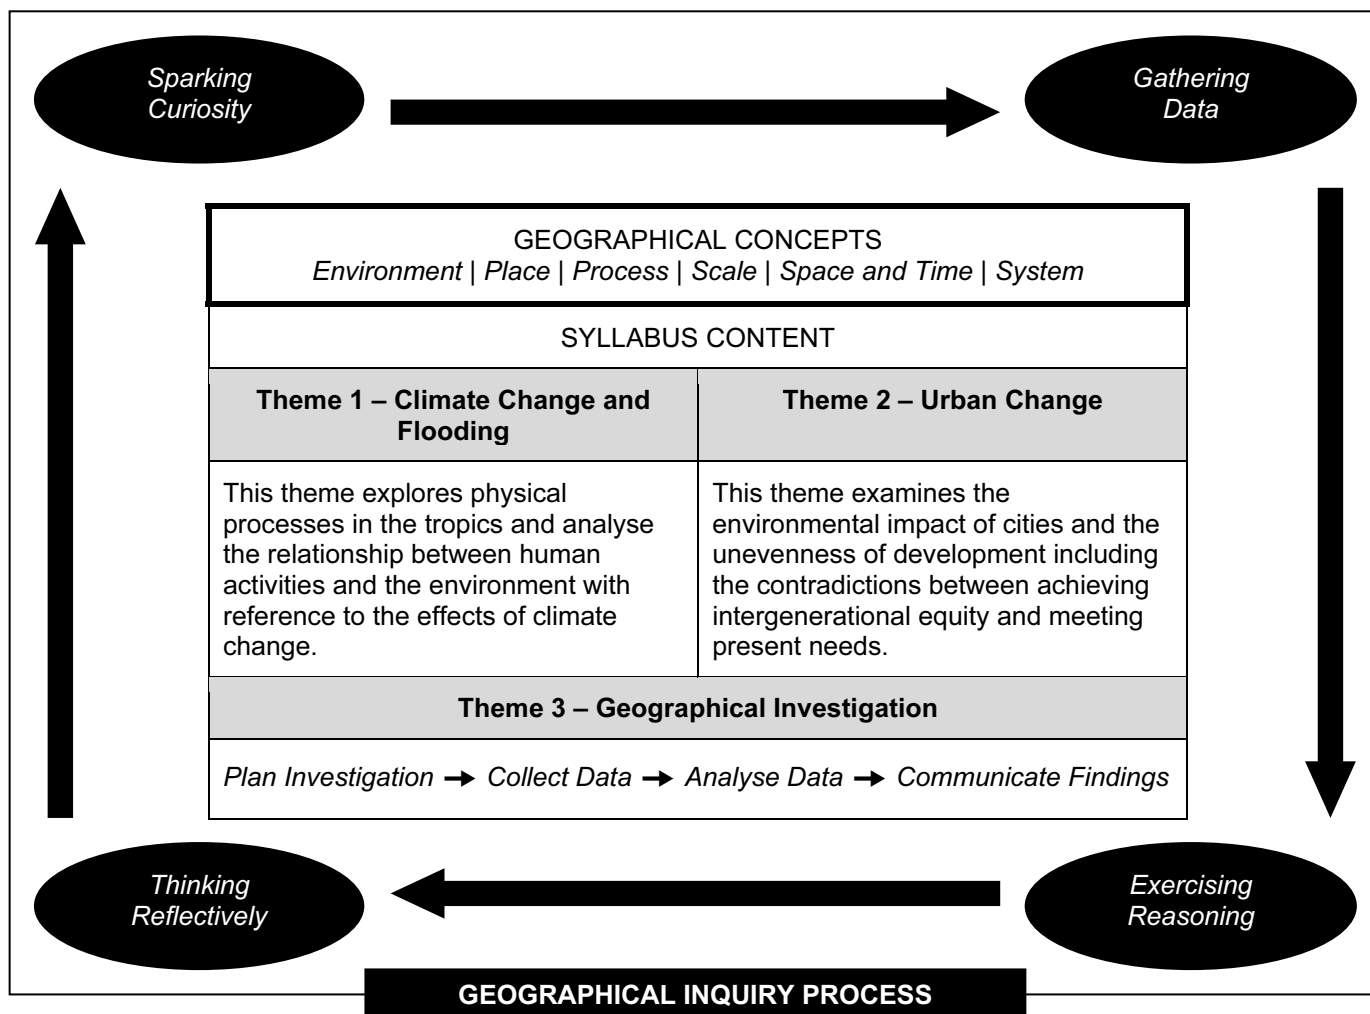 Sparking
Curiosity
Gathering
Data
GEOGRAPHICAL CONCEPTS
Environment | Place | Process | Scale | Space and Time | System
SYLLABUS CONTENT
Theme 1 – Climate Change and
Flooding
Theme 2 – Urban Change
This theme explores physical
processes in the tropics and analyse
the relationship between human
activities and the environment with
reference to the effects of climate
change.
This theme examines the
environmental impact of cities and the
unevenness of development including
the contradictions between achieving
intergenerational equity and meeting
present needs.
Theme 3 – Geographical Investigation
Plan Investigation → Collect Data → Analyse Data → Communicate Findings
Thinking
Reflectively
Exercising
Reasoning
GEOGRAPHICAL INQUIRY PROCESS